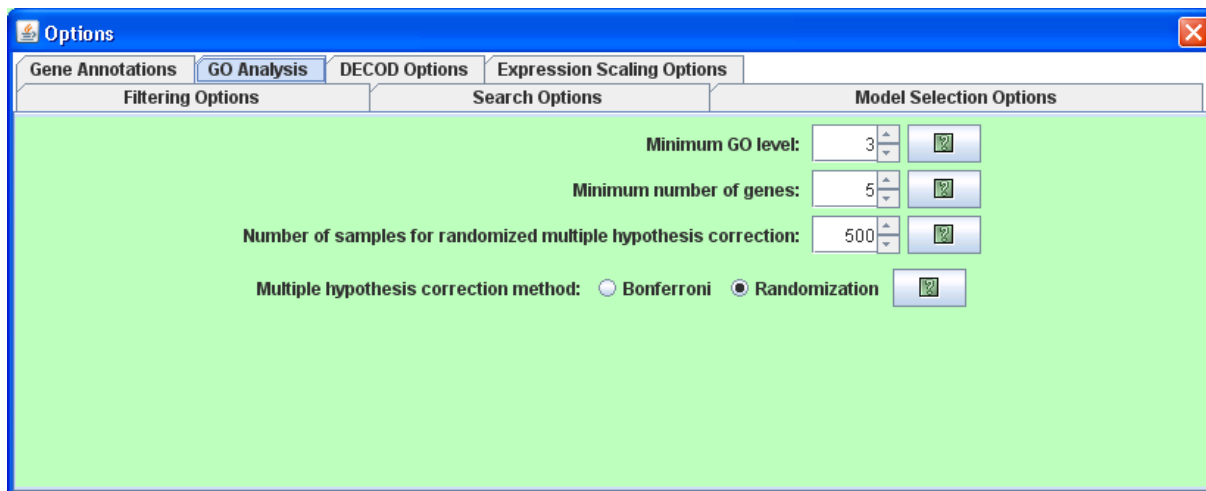 Options
Gene Annotations GO Analysis DECOD Options Expression Scaling Options
Filtering Options Search Options Model Selection Options
Minimum GO level: 3
Minimum number of genes: 5
Number of samples for randomized multiple hypothesis correction: 500
Multiple hypothesis correction method: Bonferroni Randomization